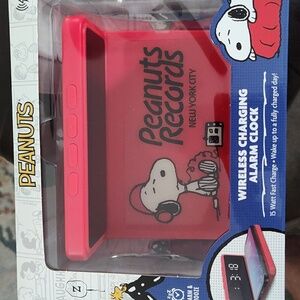 PEANUTS
Peanuts
Records
NEW YORK CITY
WIRELESS CHARGING
ALARM CLOCK
15 Watt Fast Charge • Wake up to a fully charged day!
Z